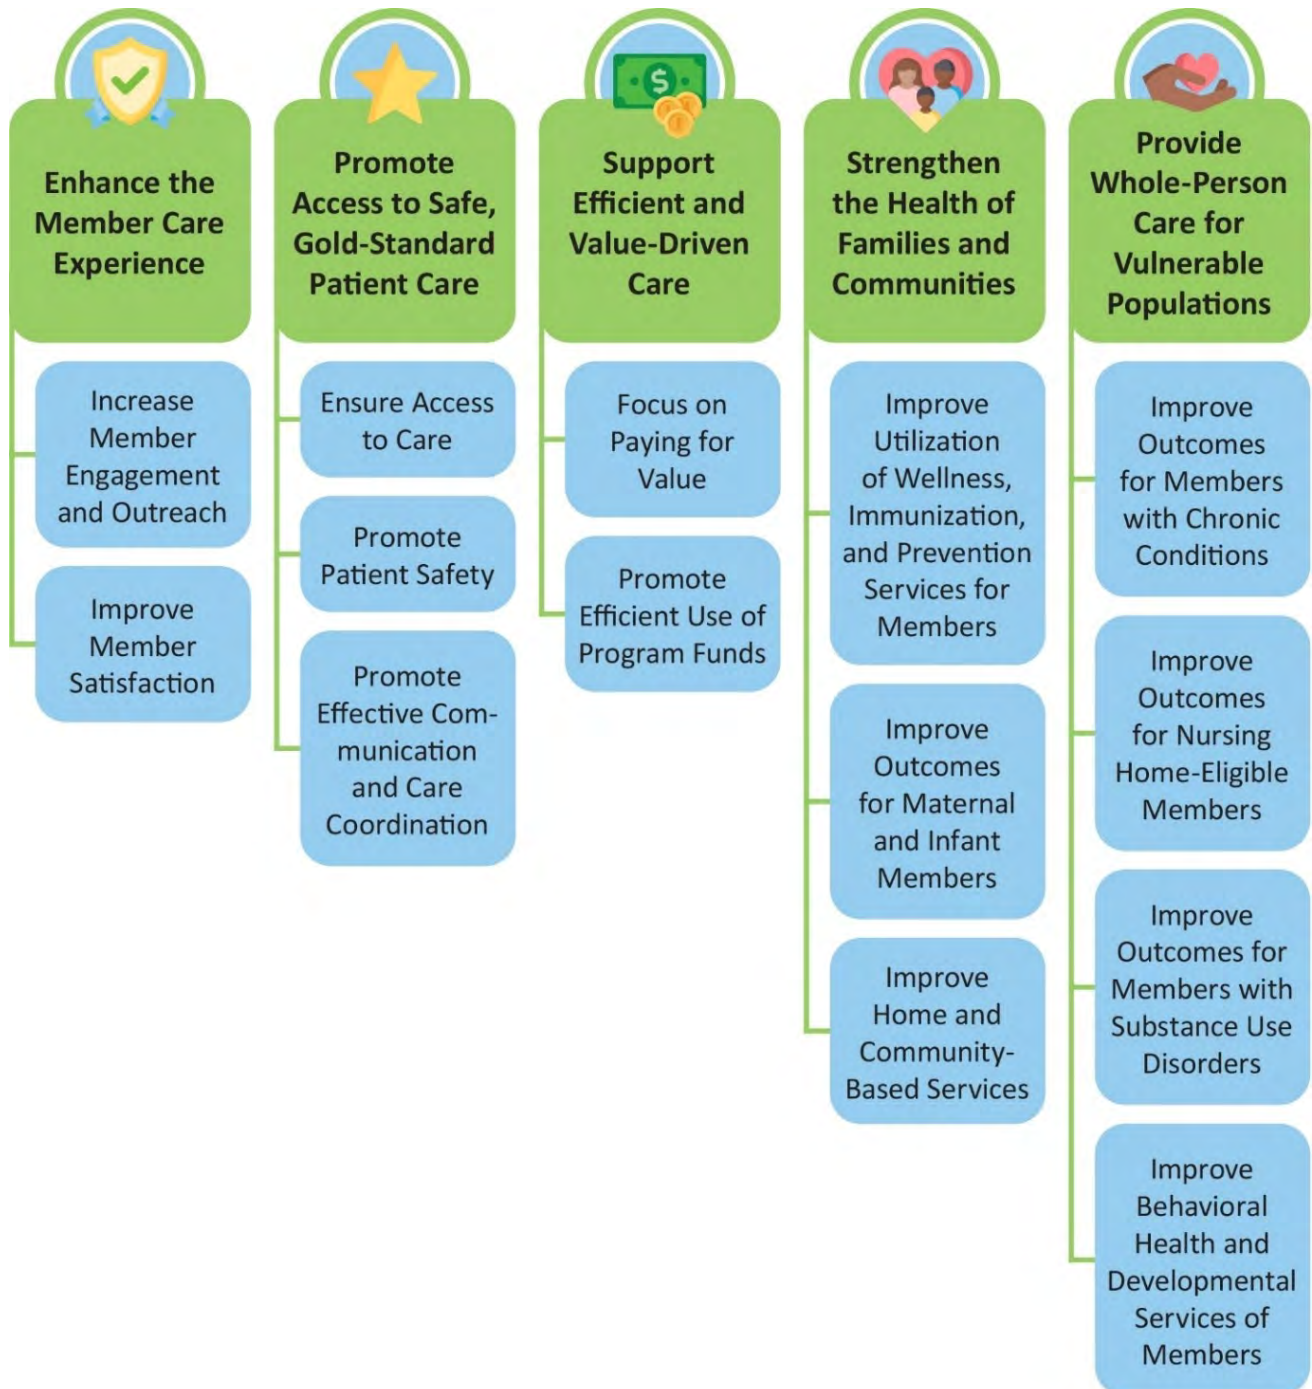 Enhance the
Member Care
Experience
Increase
Member
Engagement
and Outreach
Improve
Member
Satisfaction
Promote
Access to Safe,
Gold-Standard
Patient Care
Ensure Access
to Care
Promote
Patient Safety
Promote
Effective Com-
munication
and Care
Coordination
Support
Efficient and
Value-Driven
Care
Focus on
Paying for
Value
Promote
Efficient Use of
Program Funds
Strengthen
the Health of
Families and
Communities
Improve
Utilization
of Wellness,
Immunization,
and Prevention
Services for
Members
Improve
Outcomes
for Maternal
and Infant
Members
Improve
Home and
Community-
Based Services
Provide
Whole-Person
Care for
Vulnerable
Populations
Improve
Outcomes
for Members
with Chronic
Conditions
Improve
Outcomes
for Nursing
Home-Eligible
Members
Improve
Outcomes for
Members with
Substance Use
Disorders
Improve
Behavioral
Health and
Developmental
Services of
Members